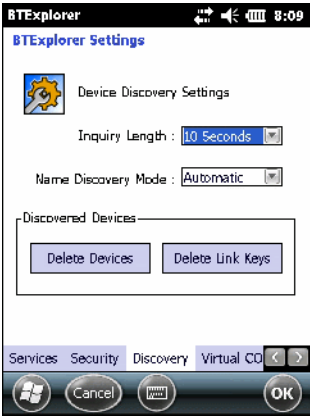 BTExplorer 8:09
BTExplorer Settings
Device Discovery Settings
Inquiry Length : 10 Seconds
Name Discovery Mode : Automatic
Discovered Devices
Delete Devices Delete Link Keys
Services Security Discovery Virtual CO
Cancel OK